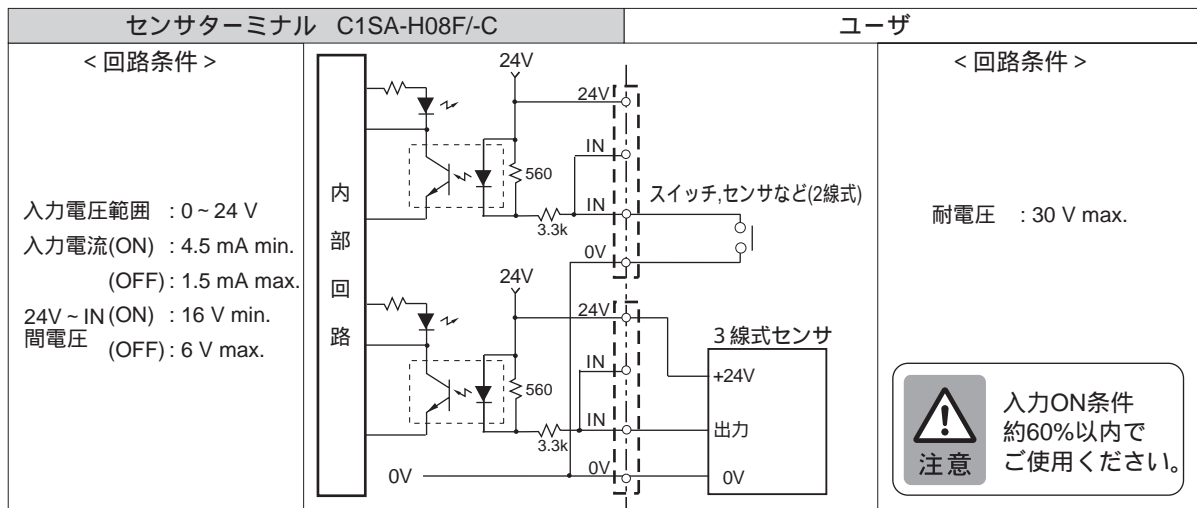 センサターミナル C1SA-H08F/-C
ユーザ
<回路条件>
入力電圧範囲 : 0~24 V
入力電流(ON) : 4.5 mA min.
(OFF) : 1.5 mA max.
24V~IN間電圧 (ON) : 16 V min.
(OFF) : 6 V max.
内部回路
24V
24V
IN
560
IN
3.3k
0V
スイッチ,センサなど(2線式)
24V
24V
IN
560
IN
3.3k
0V
0V
3線式センサ
+24V
出力
0V
<回路条件>
耐電圧 : 30 V max.
注意
入力ON条件
約60%以内で
ご使用ください。